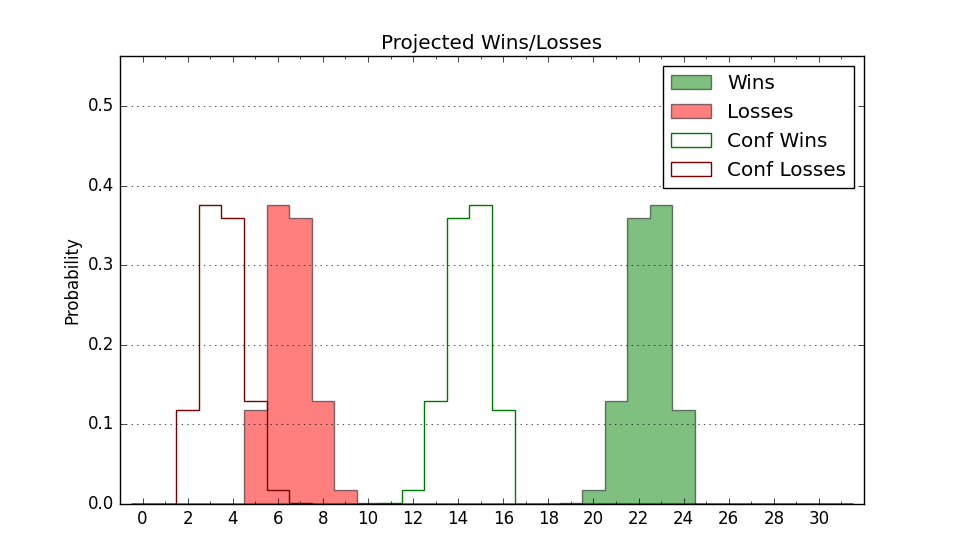 Projected Wins/Losses
Wins
Losses
Conf Wins
Conf Losses
Probability
0.5
0.4
0.3
0.2
0.1
0.0
0 2 4 6 8 10 12 14 16 18 20 22 24 26 28 30